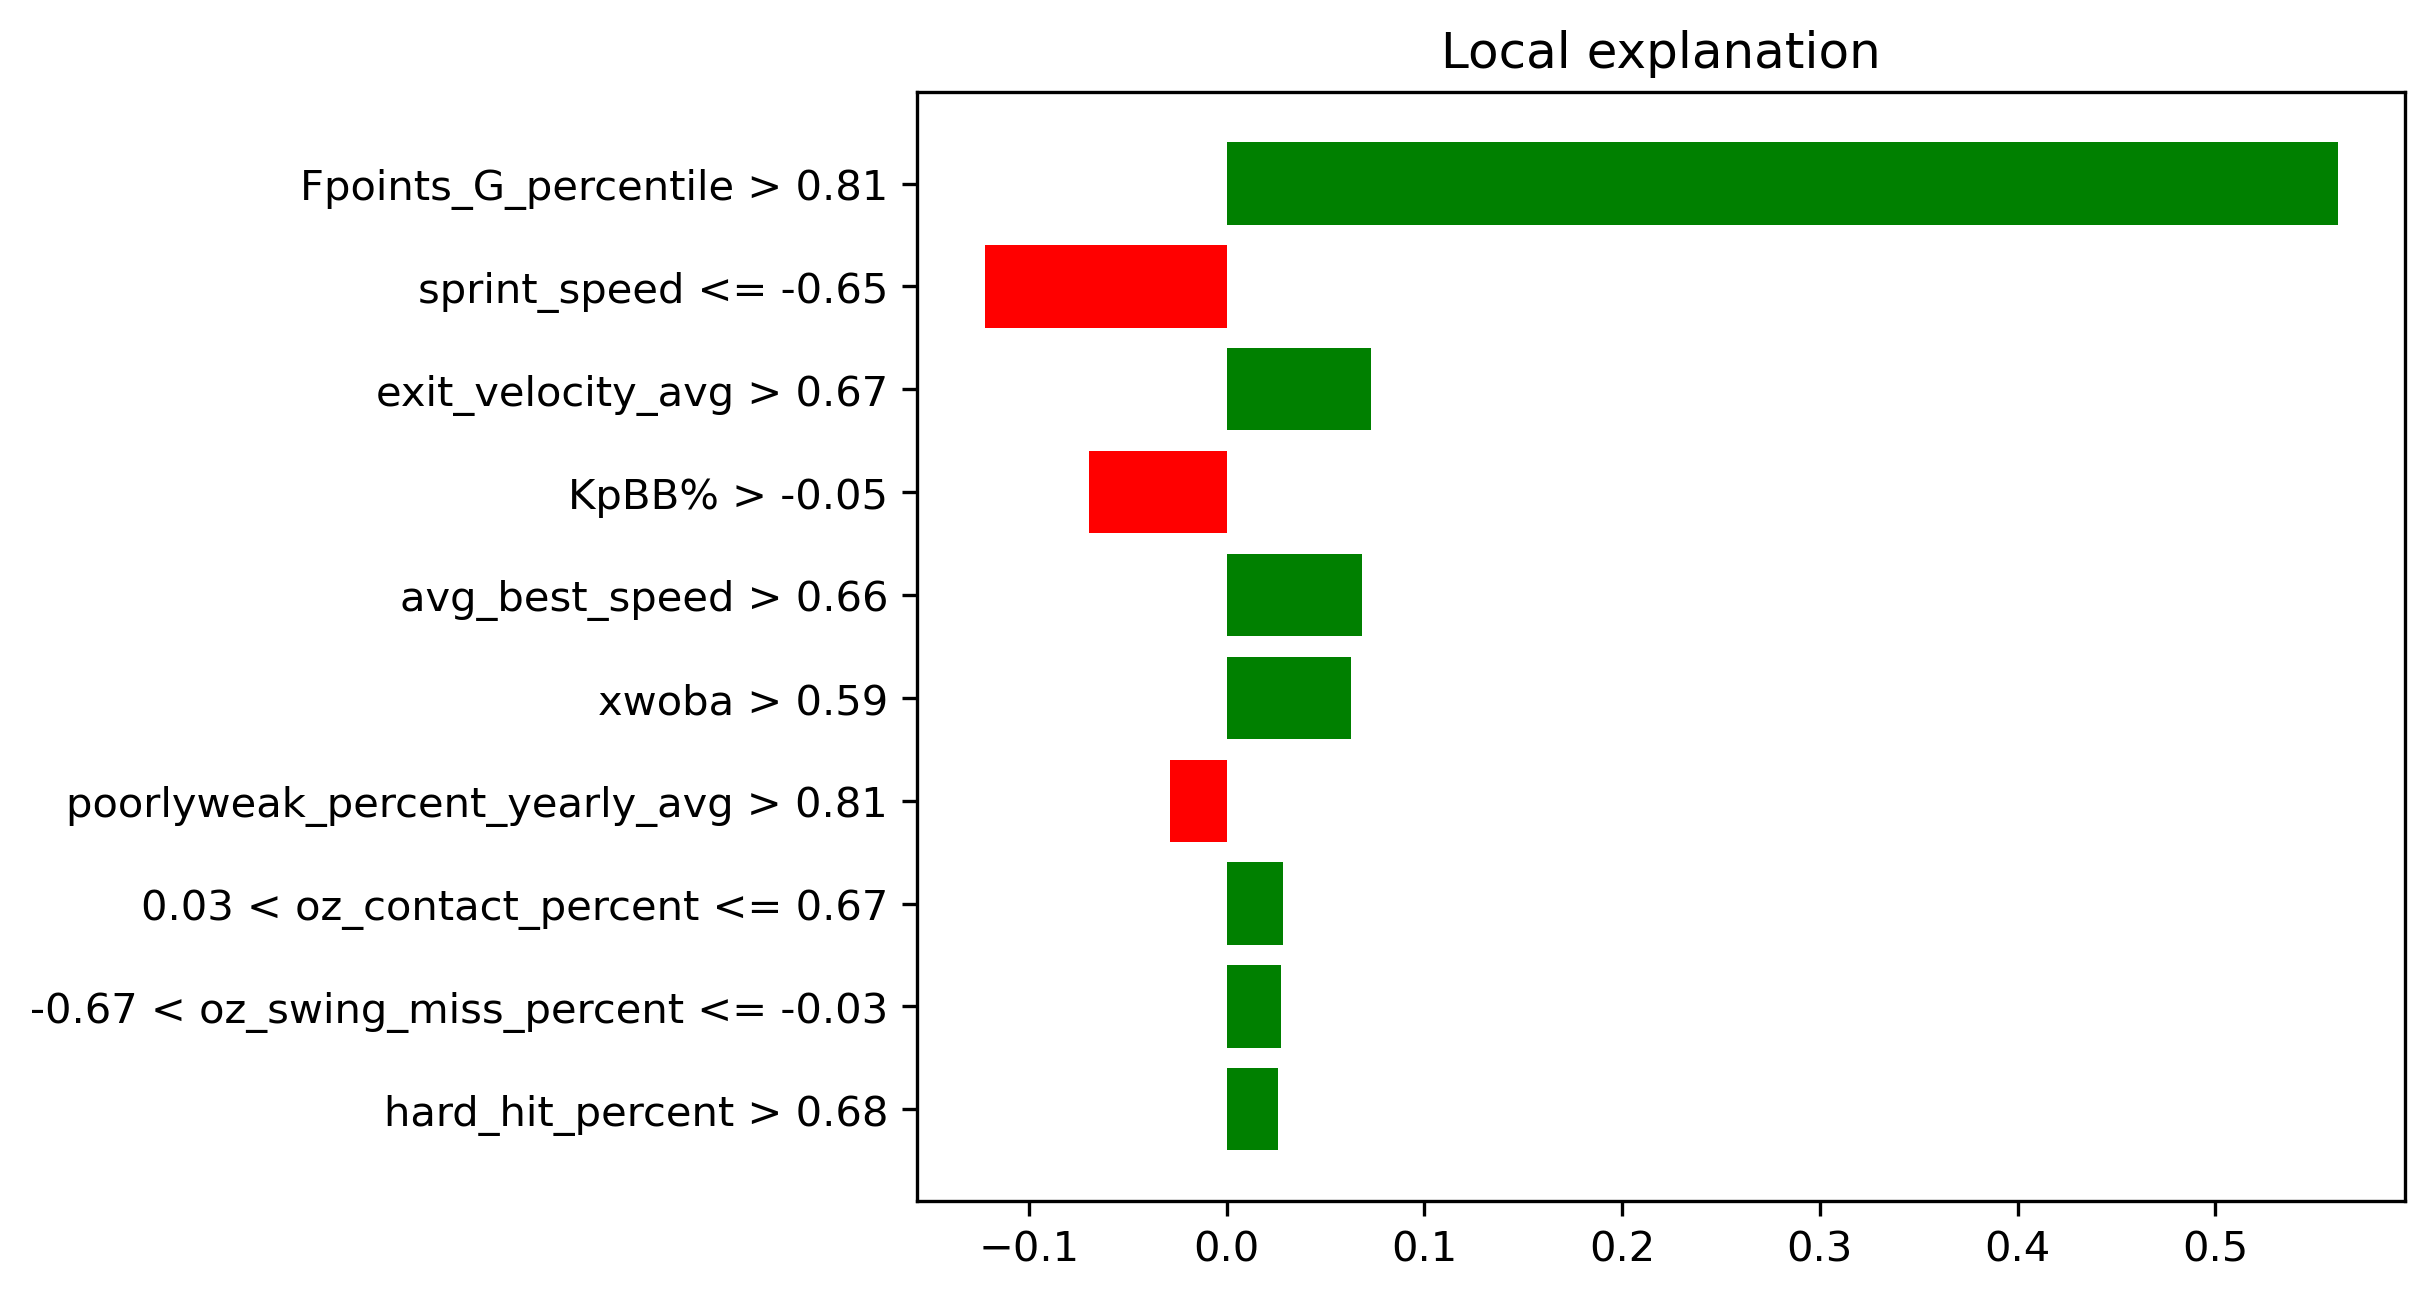 Local explanation
Fpoints_G_percentile > 0.81
sprint_speed <= -0.65
exit_velocity_avg > 0.67
KpBB% > -0.05
avg_best_speed > 0.66
xwoba > 0.59
poorlyweak_percent_yearly_avg > 0.81
0.03 < oz_contact_percent <= 0.67
-0.67 < oz_swing_miss_percent <= -0.03
hard_hit_percent > 0.68
−0.1 0.0 0.1 0.2 0.3 0.4 0.5